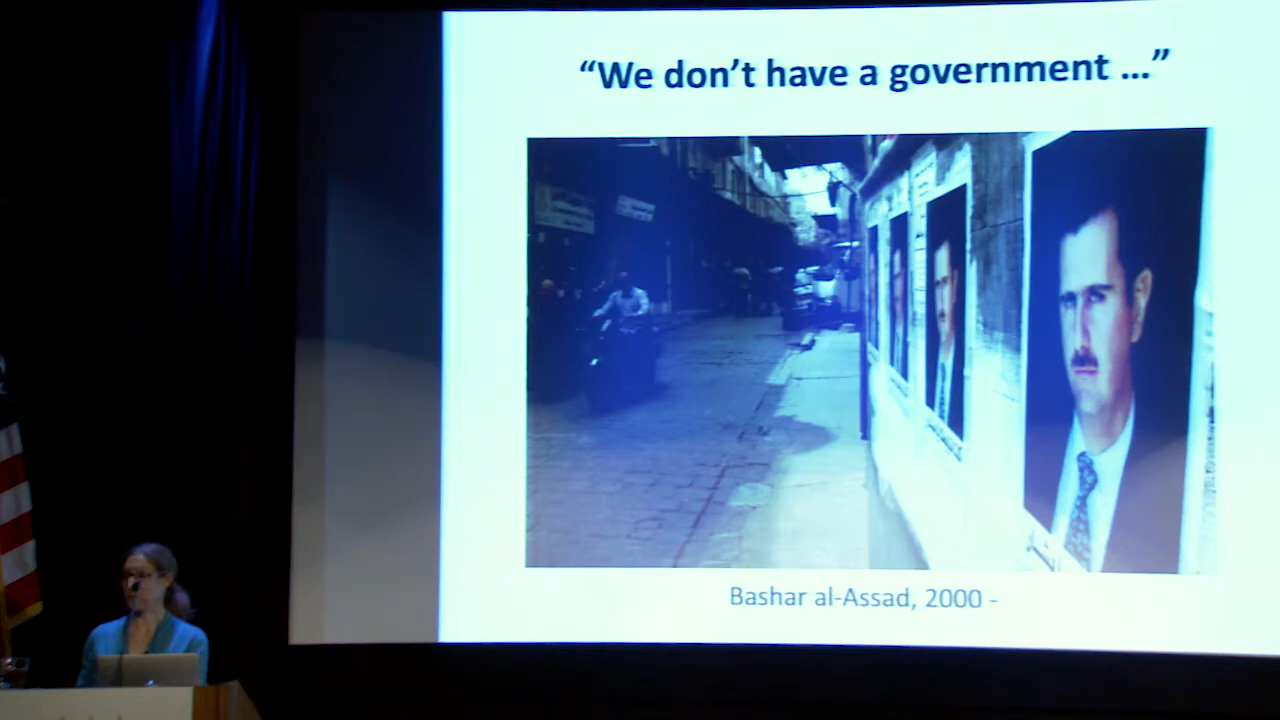 “We don’t have a government ...”
Bashar al-Assad, 2000 -